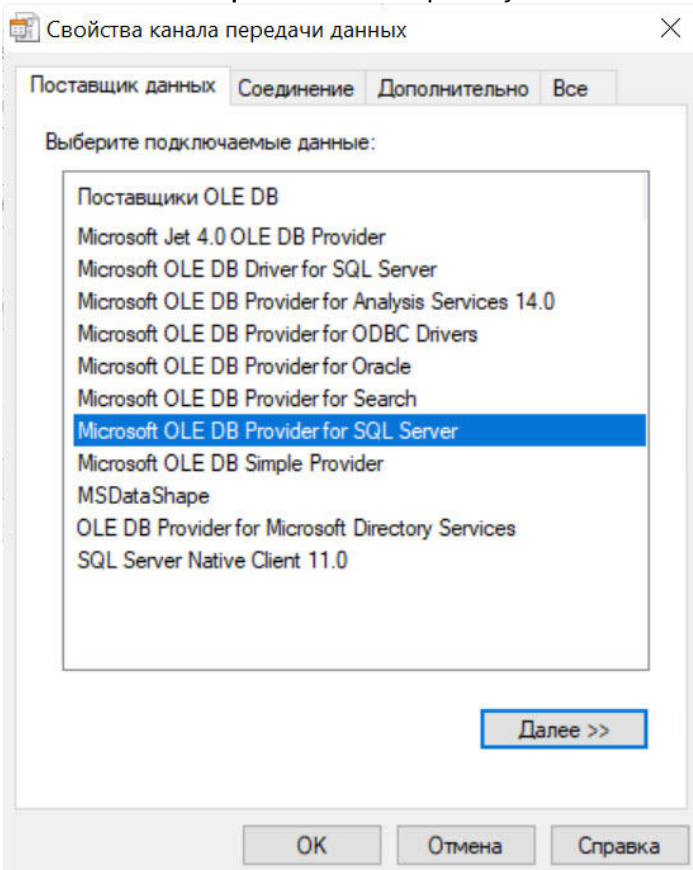 Свойства канала передачи данных
Поставщик данных Соединение Дополнительно Все
Выберите подключаемые данные:
Поставщики OLE DB
Microsoft Jet 4.0 OLE DB Provider
Microsoft OLE DB Driver for SQL Server
Microsoft OLE DB Provider for Analysis Services 14.0
Microsoft OLE DB Provider for ODBC Drivers
Microsoft OLE DB Provider for Oracle
Microsoft OLE DB Provider for Search
Microsoft OLE DB Provider for SQL Server
Microsoft OLE DB Simple Provider
MSDataShape
OLE DB Provider for Microsoft Directory Services
SQL Server Native Client 11.0
Далее >>
OK Отмена Справка